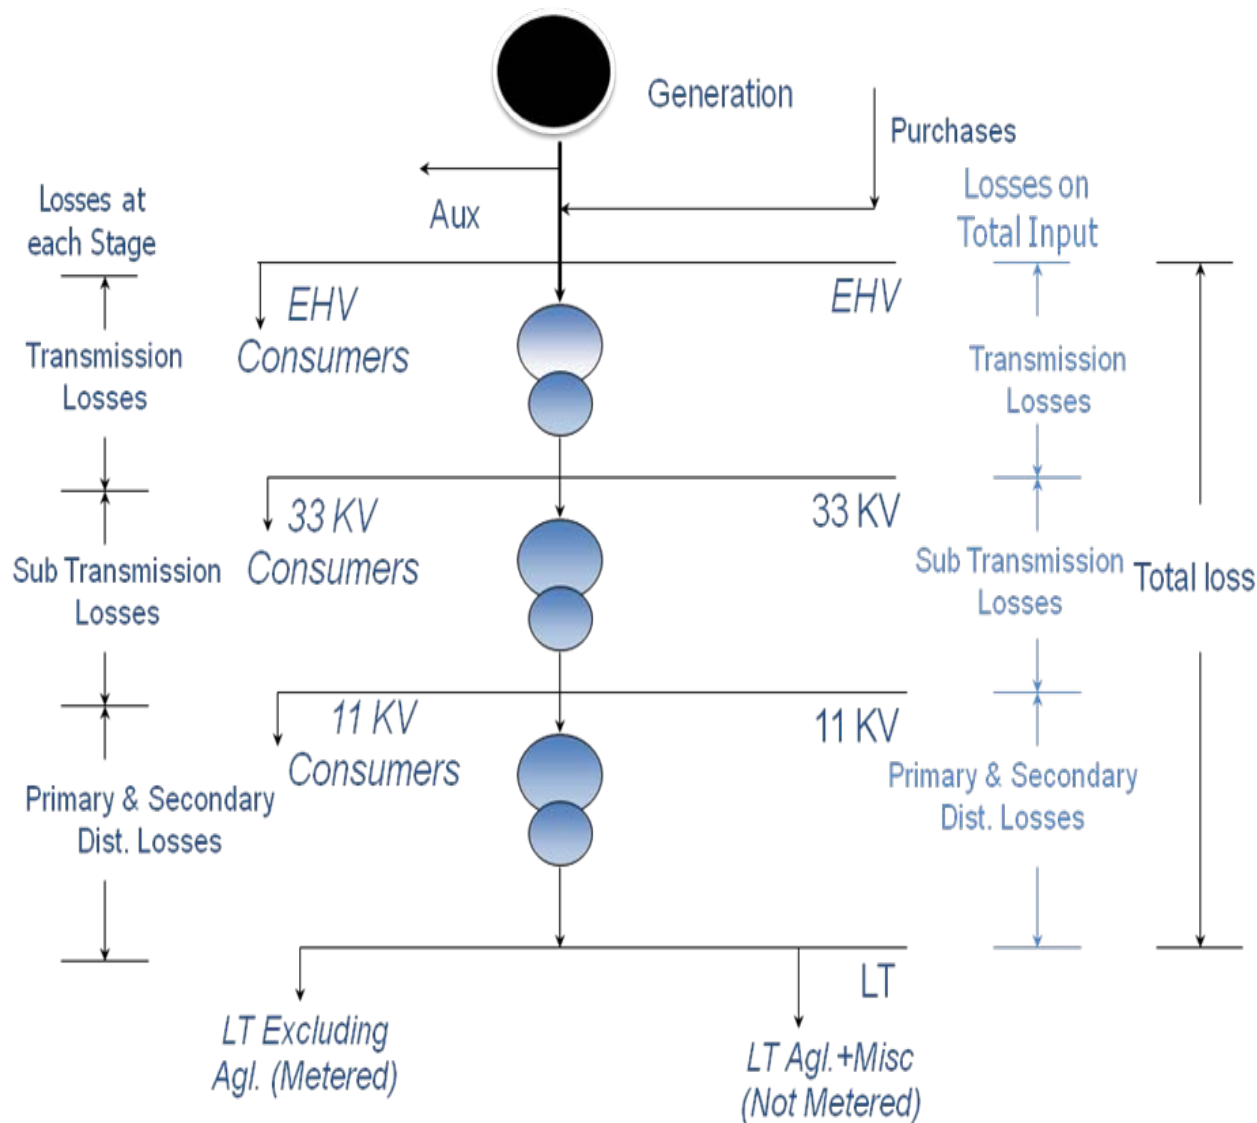 Generation
Purchases
Losses at
each Stage
Aux
Losses on
Total Input
EHV
Consumers
EHV
Transmission
Losses
Transmission
Losses
33 KV
Consumers
33 KV
Sub Transmission
Losses
Sub Transmission
Losses
Total loss
11 KV
Consumers
11 KV
Primary & Secondary
Dist. Losses
Primary & Secondary
Dist. Losses
LT
LT Excluding
Agl. (Metered)
LT Agl.+Misc
(Not Metered)